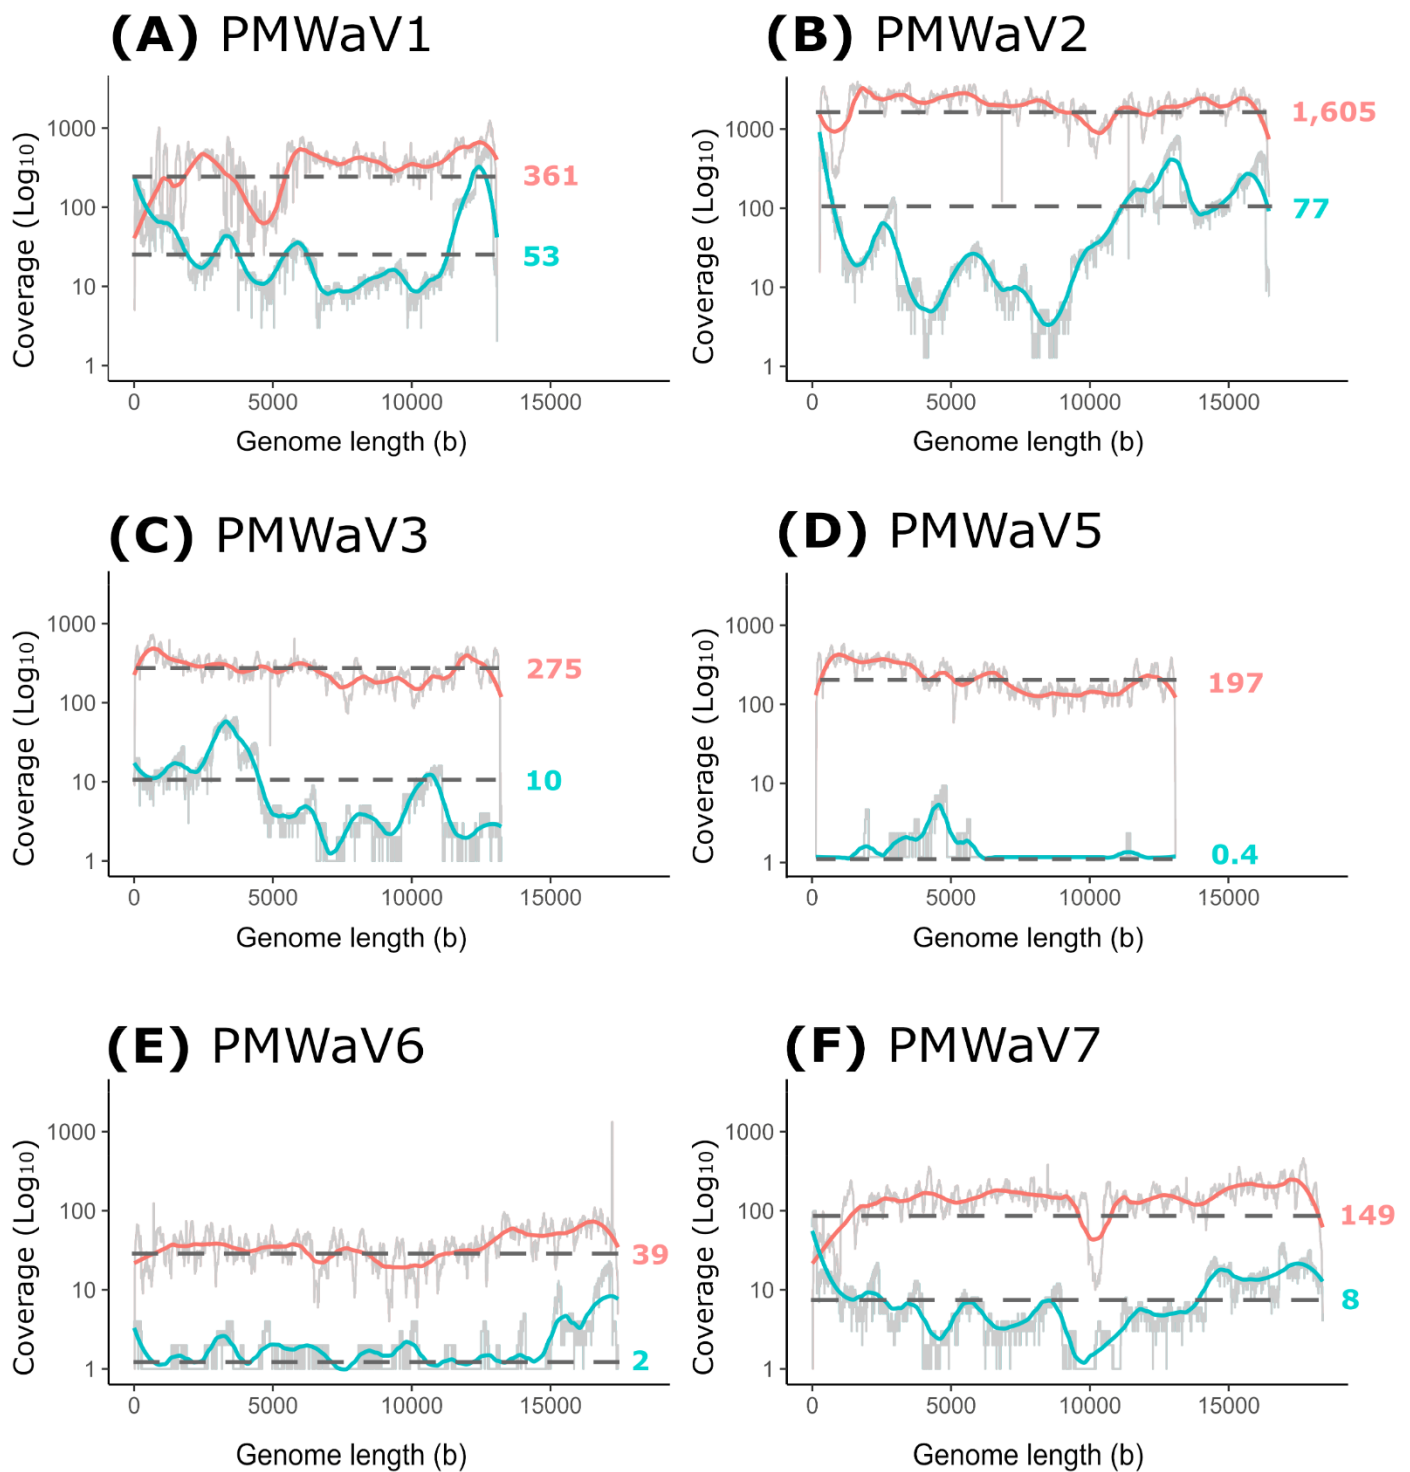 (A) PMWaV1
Coverage (Log10)
1000
100
10
1
361
53
0 5000 10000 15000
Genome length (b)
(B) PMWaV2
Coverage (Log10)
1000
100
10
1
1,605
77
0 5000 10000 15000
Genome length (b)
(C) PMWaV3
Coverage (Log10)
1000
100
10
1
275
10
0 5000 10000 15000
Genome length (b)
(D) PMWaV5
Coverage (Log10)
1000
100
10
1
197
0.4
0 5000 10000 15000
Genome length (b)
(E) PMWaV6
Coverage (Log10)
1000
100
10
1
39
2
0 5000 10000 15000
Genome length (b)
(F) PMWaV7
Coverage (Log10)
1000
100
10
1
149
8
0 5000 10000 15000
Genome length (b)